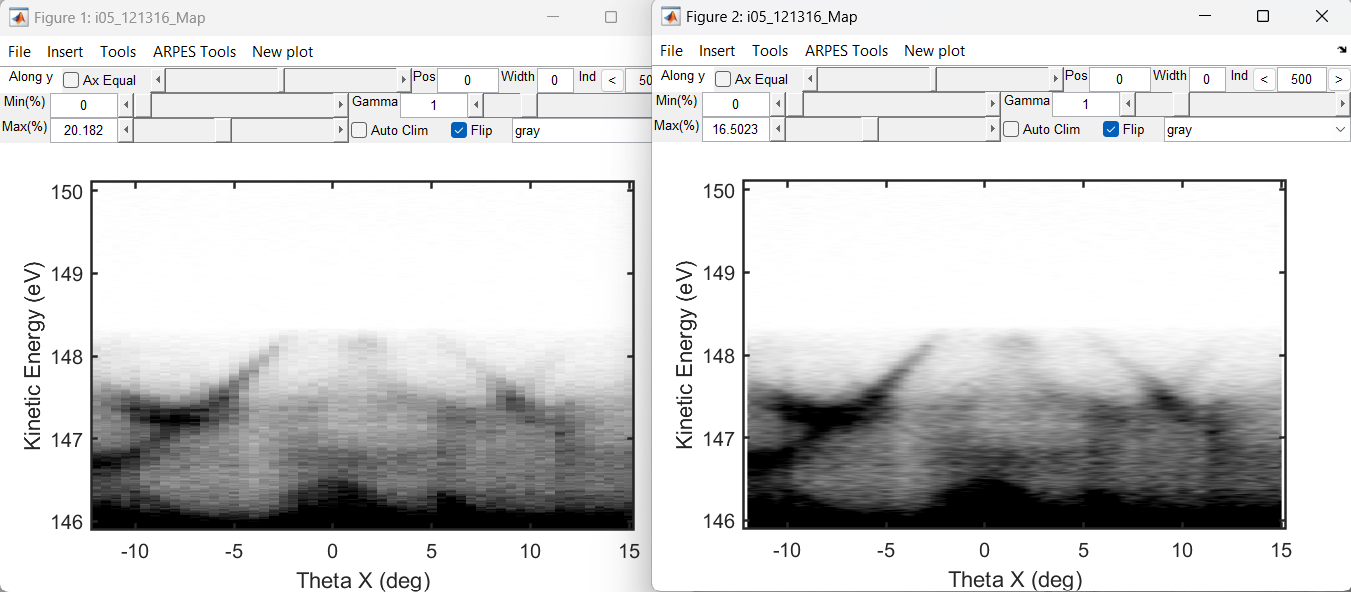 Figure 1: i05_121316_Map
File Insert Tools ARPES Tools New plot
Along y Ax Equal Pos 0 Width 0 Ind < 50
Min(%) 0 Gamma 1
Max(%) 20.182 Auto Clim Flip gray
150
149
148
147
146
Kinetic Energy (eV)
-10 -5 0 5 10 15
Theta X (deg)
Figure 2: i05_121316_Map
File Insert Tools ARPES Tools New plot
Along y Ax Equal Pos 0 Width 0 Ind < 500 >
Min(%) 0 Gamma 1
Max(%) 16.5023 Auto Clim Flip gray
150
149
148
147
146
Kinetic Energy (eV)
-10 -5 0 5 10 15
Theta X (deg)